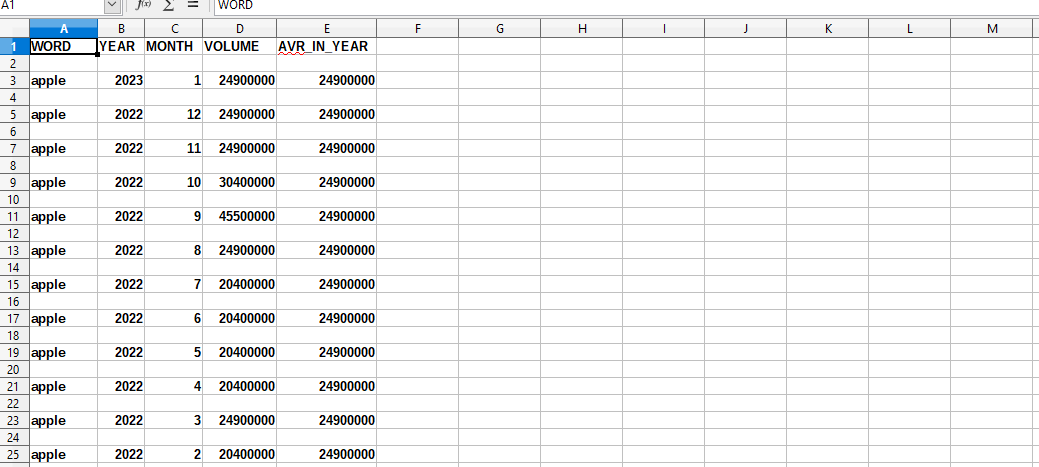 A1 f(x) Σ = WORD
A B C D E F G H I J K L M
1 WORD YEAR MONTH VOLUME AVR_IN_YEAR
2
3 apple 2023 1 24900000 24900000
4
5 apple 2022 12 24900000 24900000
6
7 apple 2022 11 24900000 24900000
8
9 apple 2022 10 30400000 24900000
10
11 apple 2022 9 45500000 24900000
12
13 apple 2022 8 24900000 24900000
14
15 apple 2022 7 20400000 24900000
16
17 apple 2022 6 20400000 24900000
18
19 apple 2022 5 20400000 24900000
20
21 apple 2022 4 20400000 24900000
22
23 apple 2022 3 24900000 24900000
24
25 apple 2022 2 20400000 24900000